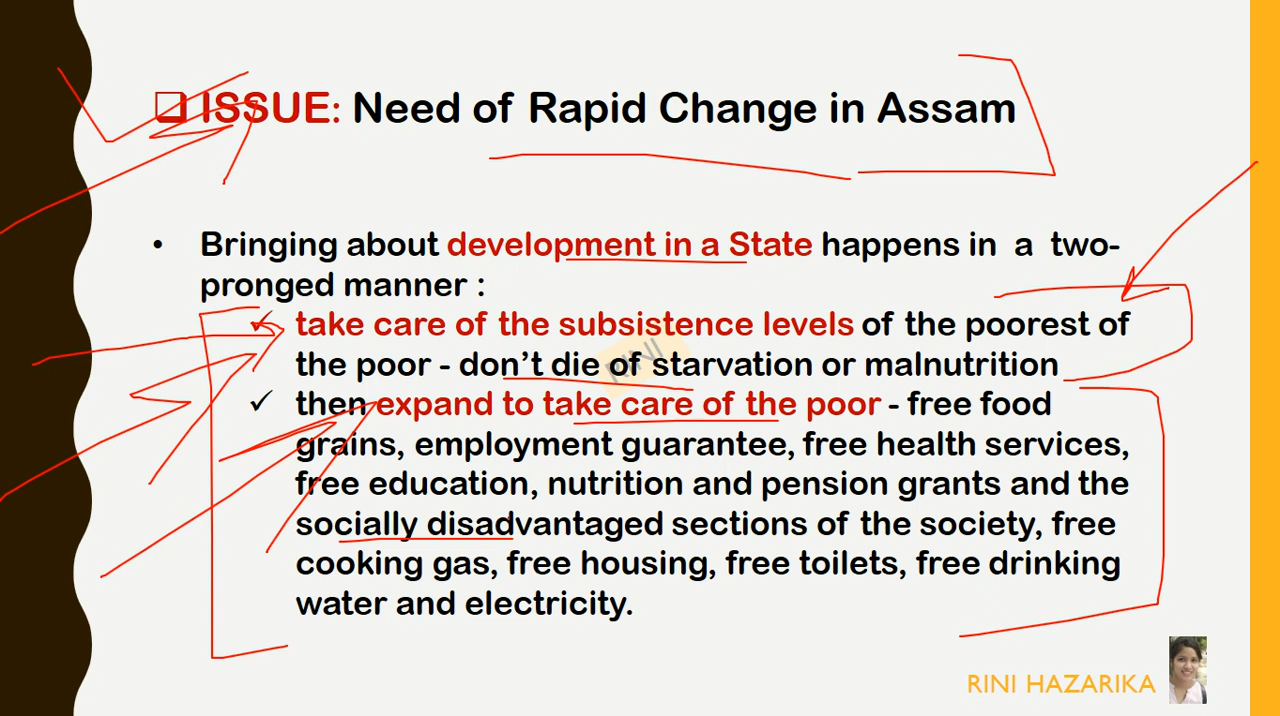 ❑ ISSUE: Need of Rapid Change in Assam
• Bringing about development in a State happens in a two-
pronged manner :
✓ take care of the subsistence levels of the poorest of
the poor - don’t die of starvation or malnutrition
✓ then expand to take care of the poor - free food
grains, employment guarantee, free health services,
free education, nutrition and pension grants and the
socially disadvantaged sections of the society, free
cooking gas, free housing, free toilets, free drinking
water and electricity.
RINI
RINI HAZARIKA